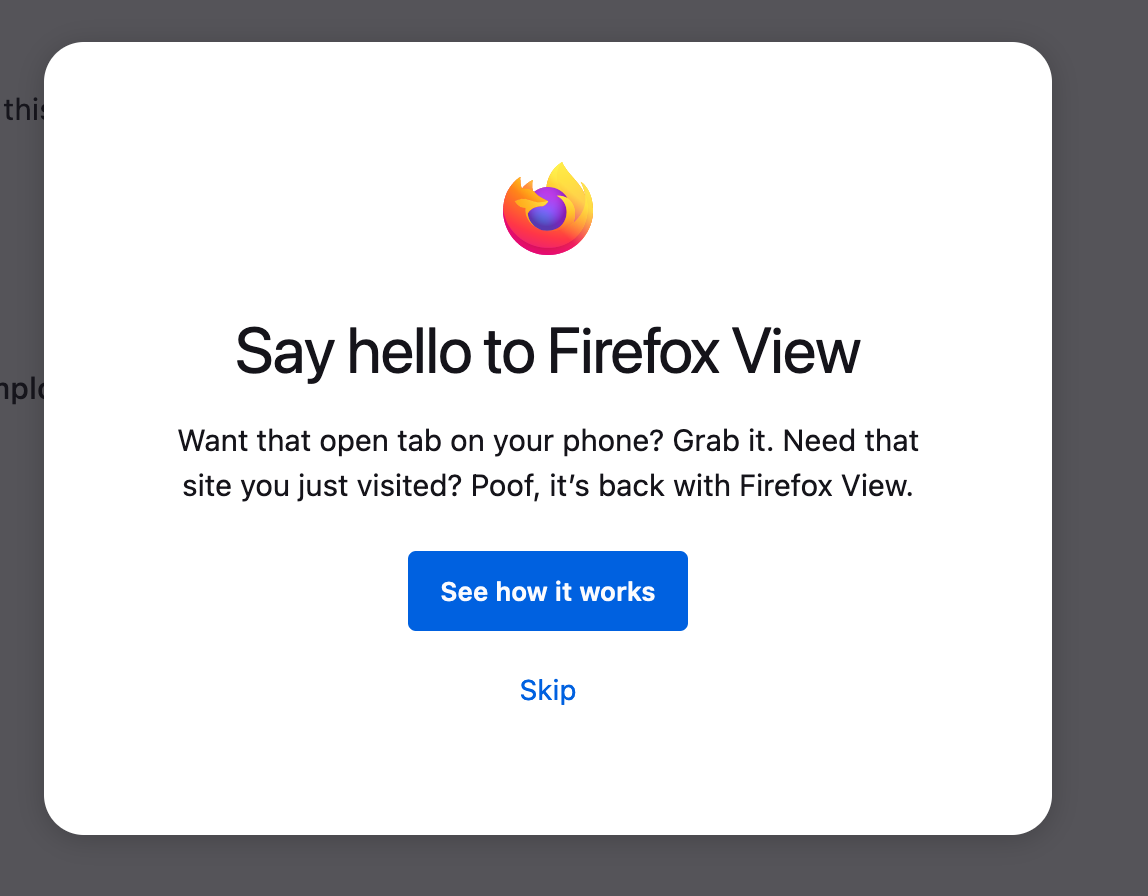 this
Say hello to Firefox View
Want that open tab on your phone? Grab it. Need that
site you just visited? Poof, it’s back with Firefox View.
See how it works
Skip